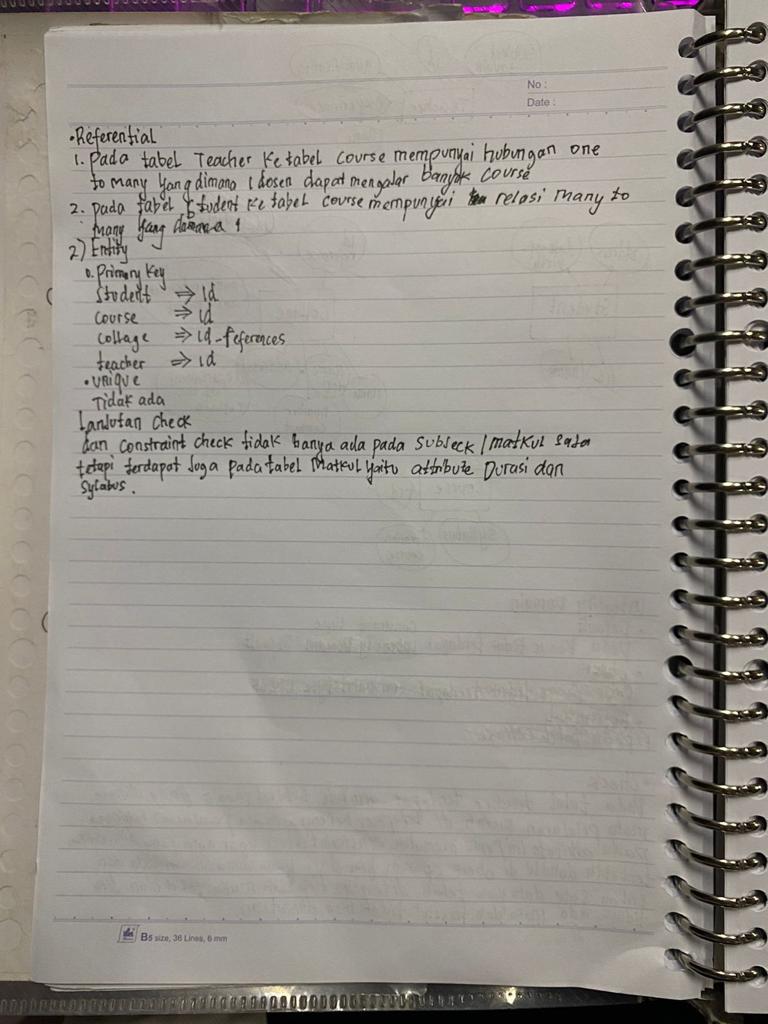 No :
Date :
• Referential
1. Pada tabel Teacher Ke tabel course mempunyai hubungan one
to many Yang dimana 1 dosen dapat mengalar banyak course
2. pada tabel student ke tabel course mempunyai relasi Many to
many Yang dimana 1
2) Entity
o. Primary Key
Student => Id
course => Id
collage => Id-feferences
teacher => Id
• unique
Tidak ada
Lanjutan check
dan constraint check tidak hanya ada pada Subject / matkul saja
tetapi terdapat Juga pada tabel Matkul Yaitu attribute Durasi dan
Sylabus.
B5 size, 36 Lines, 6 mm